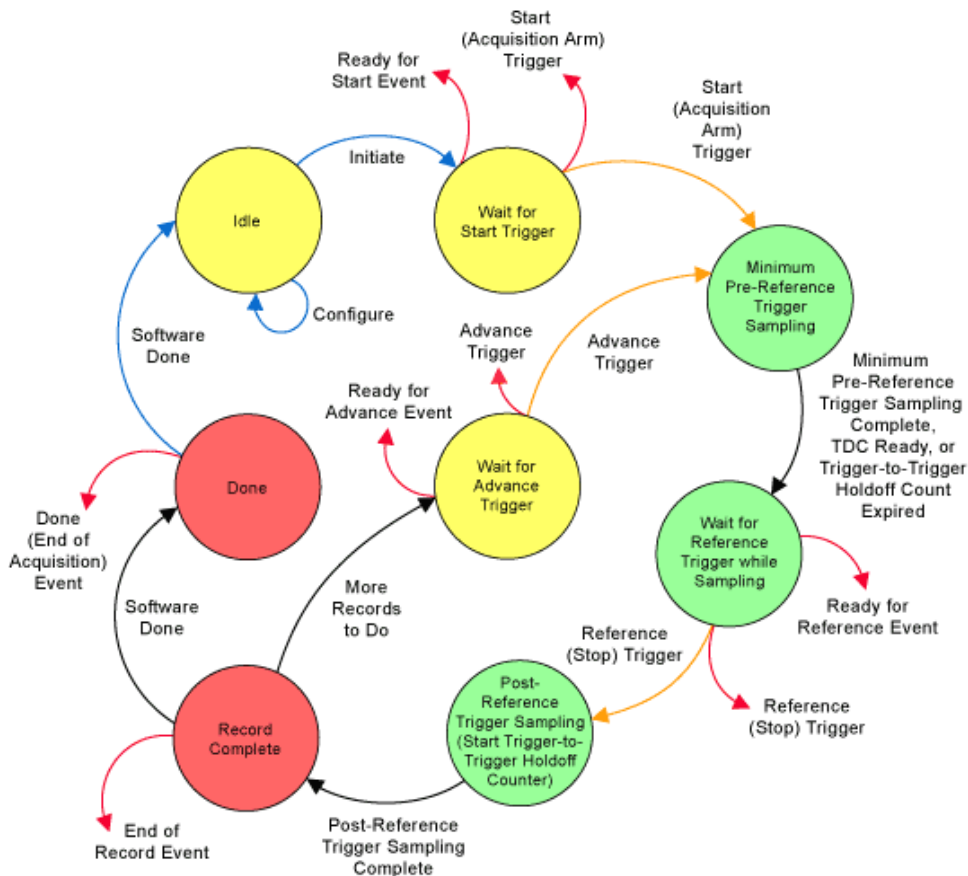 Start
(Acquisition Arm)
Trigger
Ready for
Start Event
Start
(Acquisition
Arm)
Trigger
Initiate
Idle
Wait for
Start Trigger
Minimum
Pre-Reference
Trigger
Sampling
Configure
Software
Done
Advance
Trigger
Advance
Trigger
Minimum
Pre-Reference
Trigger Sampling
Complete,
TDC Ready, or
Trigger-to-Trigger
Holdoff Count
Expired
Ready for
Advance Event
Done
Wait for
Advance
Trigger
Wait for
Reference
Trigger while
Sampling
Done
(End of
Acquisition)
Event
Software
Done
More
Records
to Do
Ready for
Reference Event
Reference
(Stop) Trigger
Reference
(Stop) Trigger
Post-
Reference
Trigger Sampling
(Start Trigger-to-
Trigger Holdoff
Counter)
Record
Complete
End of
Record Event
Post-Reference
Trigger Sampling
Complete